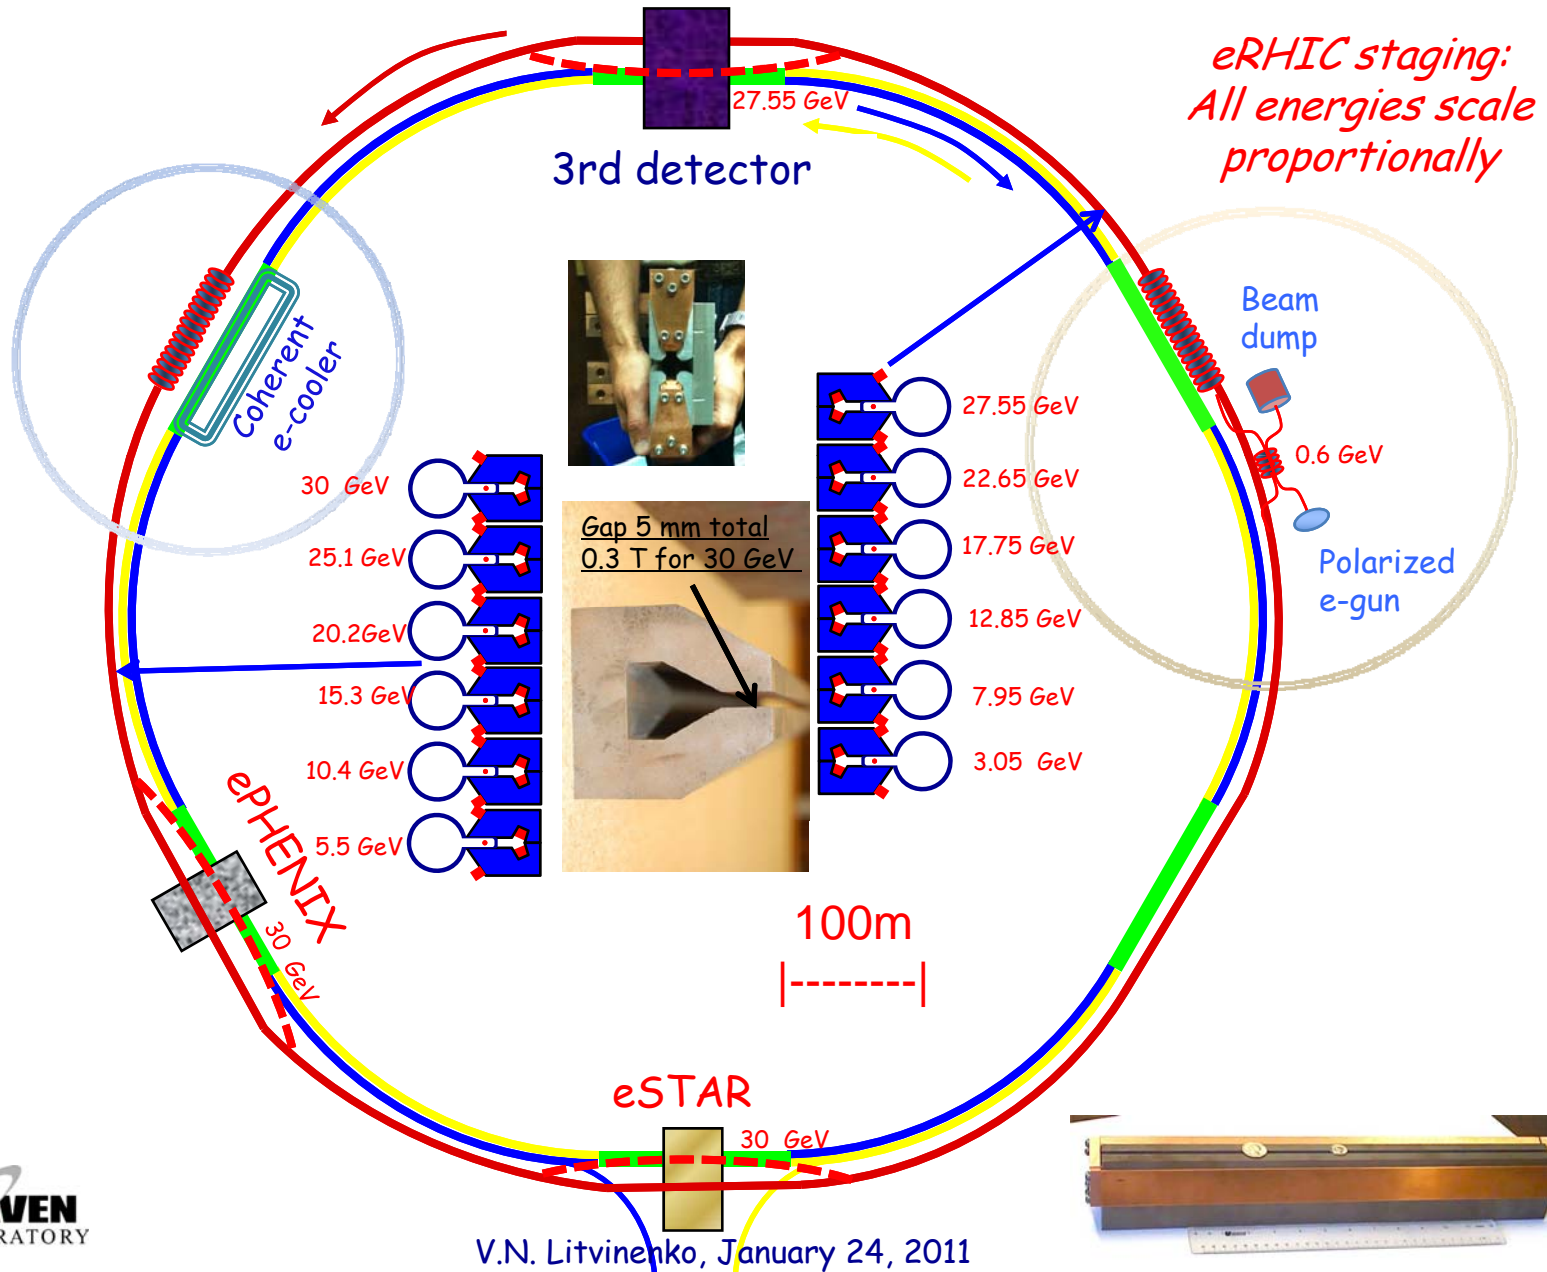 eRHIC staging:
All energies scale
proportionally
27.55 GeV
3rd detector
Coherent
e-cooler
Beam
dump
0.6 GeV
Polarized
e-gun
30 GeV
25.1 GeV
20.2GeV
15.3 GeV
10.4 GeV
5.5 GeV
Gap 5 mm total
0.3 T for 30 GeV
27.55 GeV
22.65 GeV
17.75 GeV
12.85 GeV
7.95 GeV
3.05 GeV
ePHENIX
30 GeV
100m
|--------|
eSTAR
30 GeV
VEN
RATORY
V.N. Litvinenko, January 24, 2011